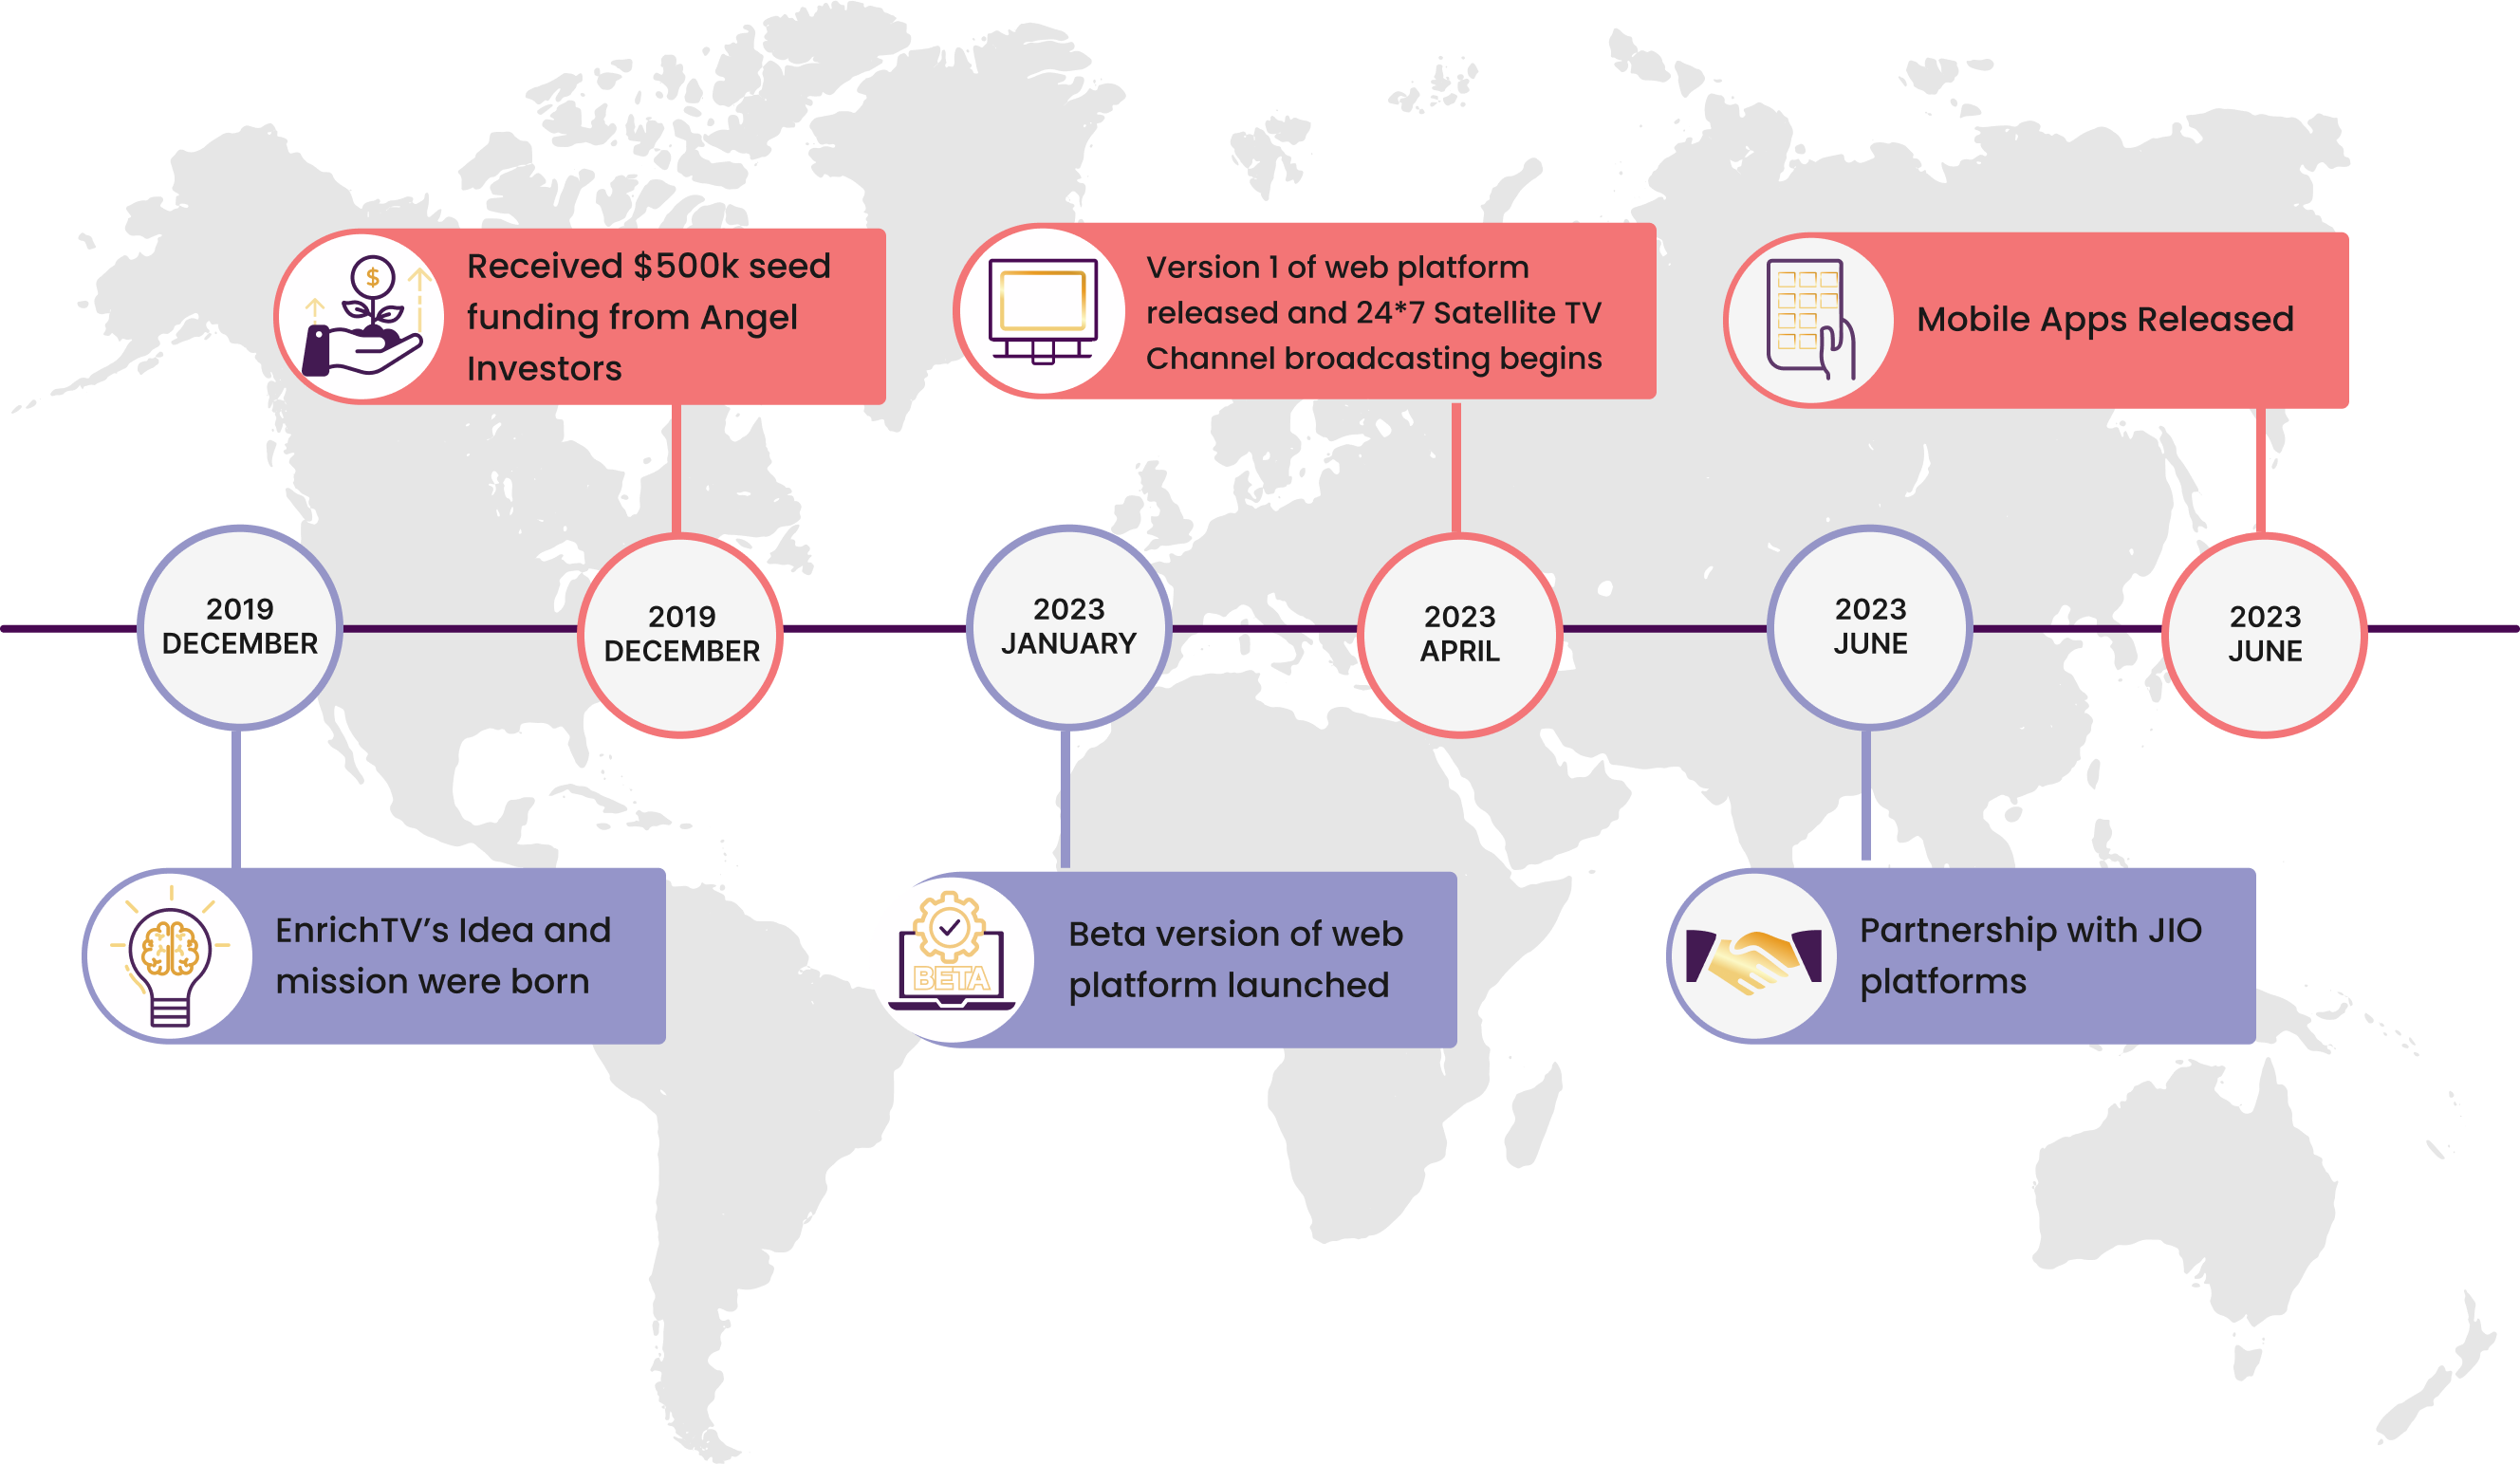 Received $500k seed
funding from Angel
Investors
Version 1 of web platform
released and 24*7 Satellite TV
Channel broadcasting begins
Mobile Apps Released
2019
DECEMBER
2019
DECEMBER
2023
JANUARY
2023
APRIL
2023
JUNE
2023
JUNE
EnrichTV’s Idea and
mission were born
BETA
Beta version of web
platform launched
Partnership with JIO
platforms